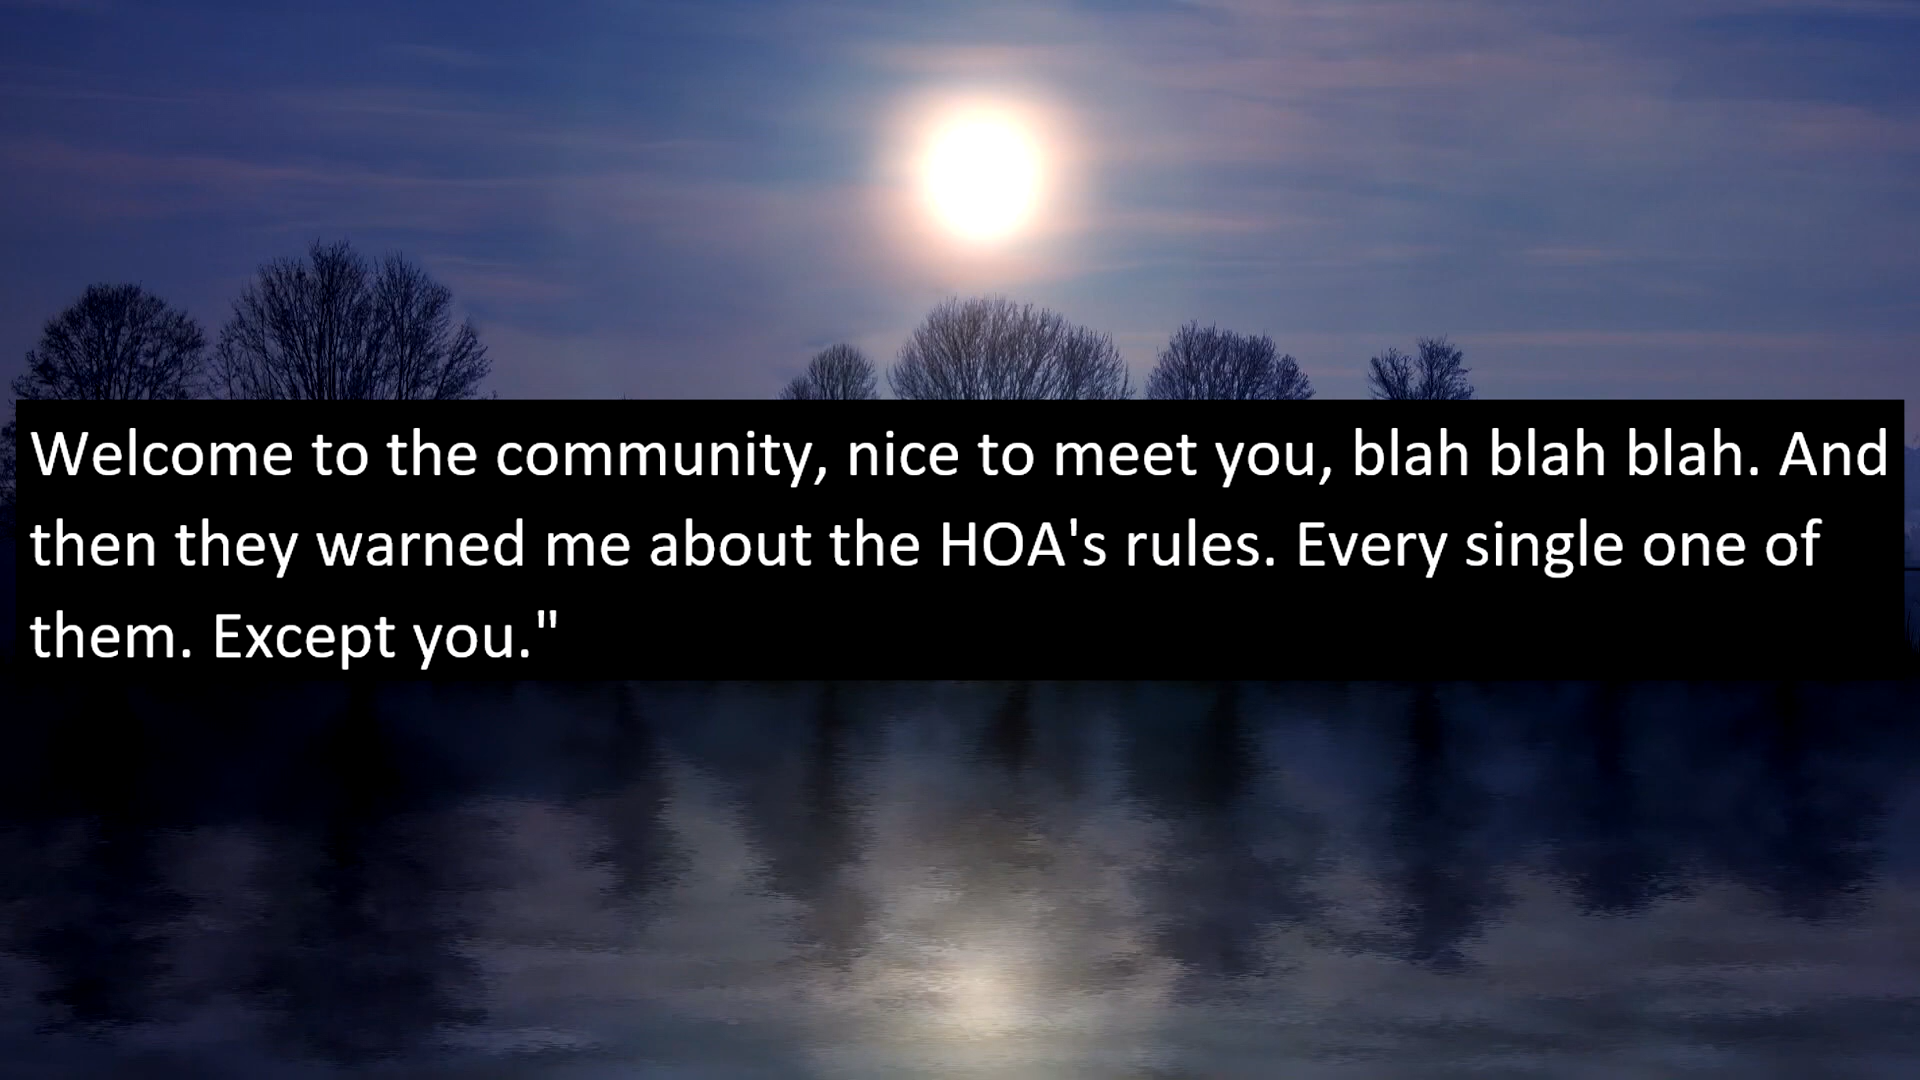 Welcome to the community, nice to meet you, blah blah blah. And
then they warned me about the HOA's rules. Every single one of
them. Except you."